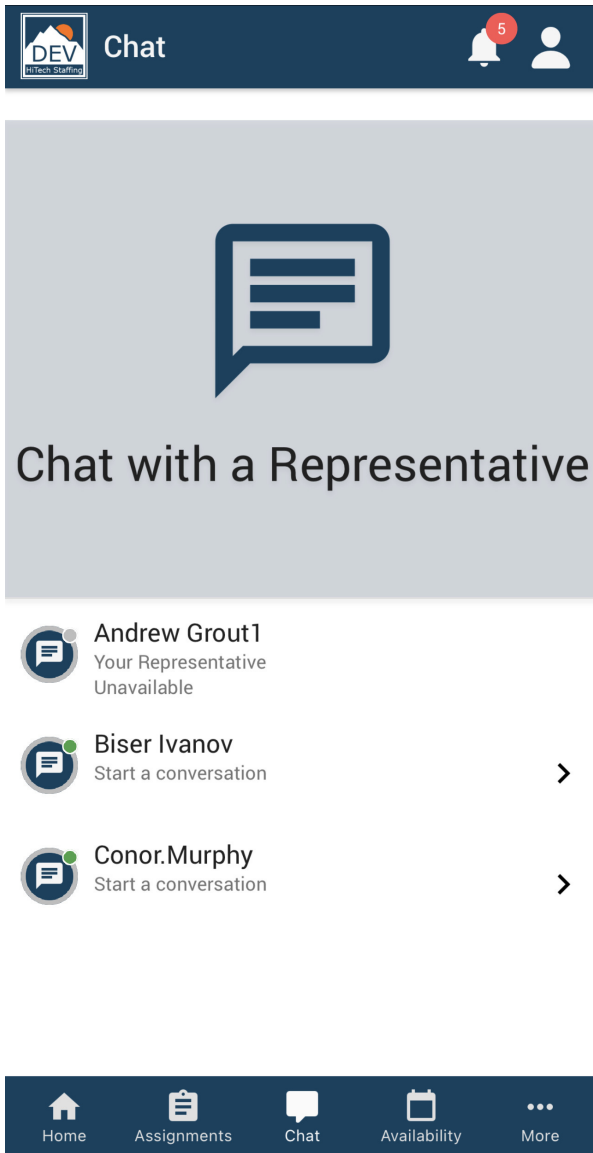 DEV
HiTech Staffing
Chat
5
Chat with a Representative
Andrew Grout1
Your Representative
Unavailable
Biser Ivanov
Start a conversation
Conor.Murphy
Start a conversation
Home
Assignments
Chat
Availability
More